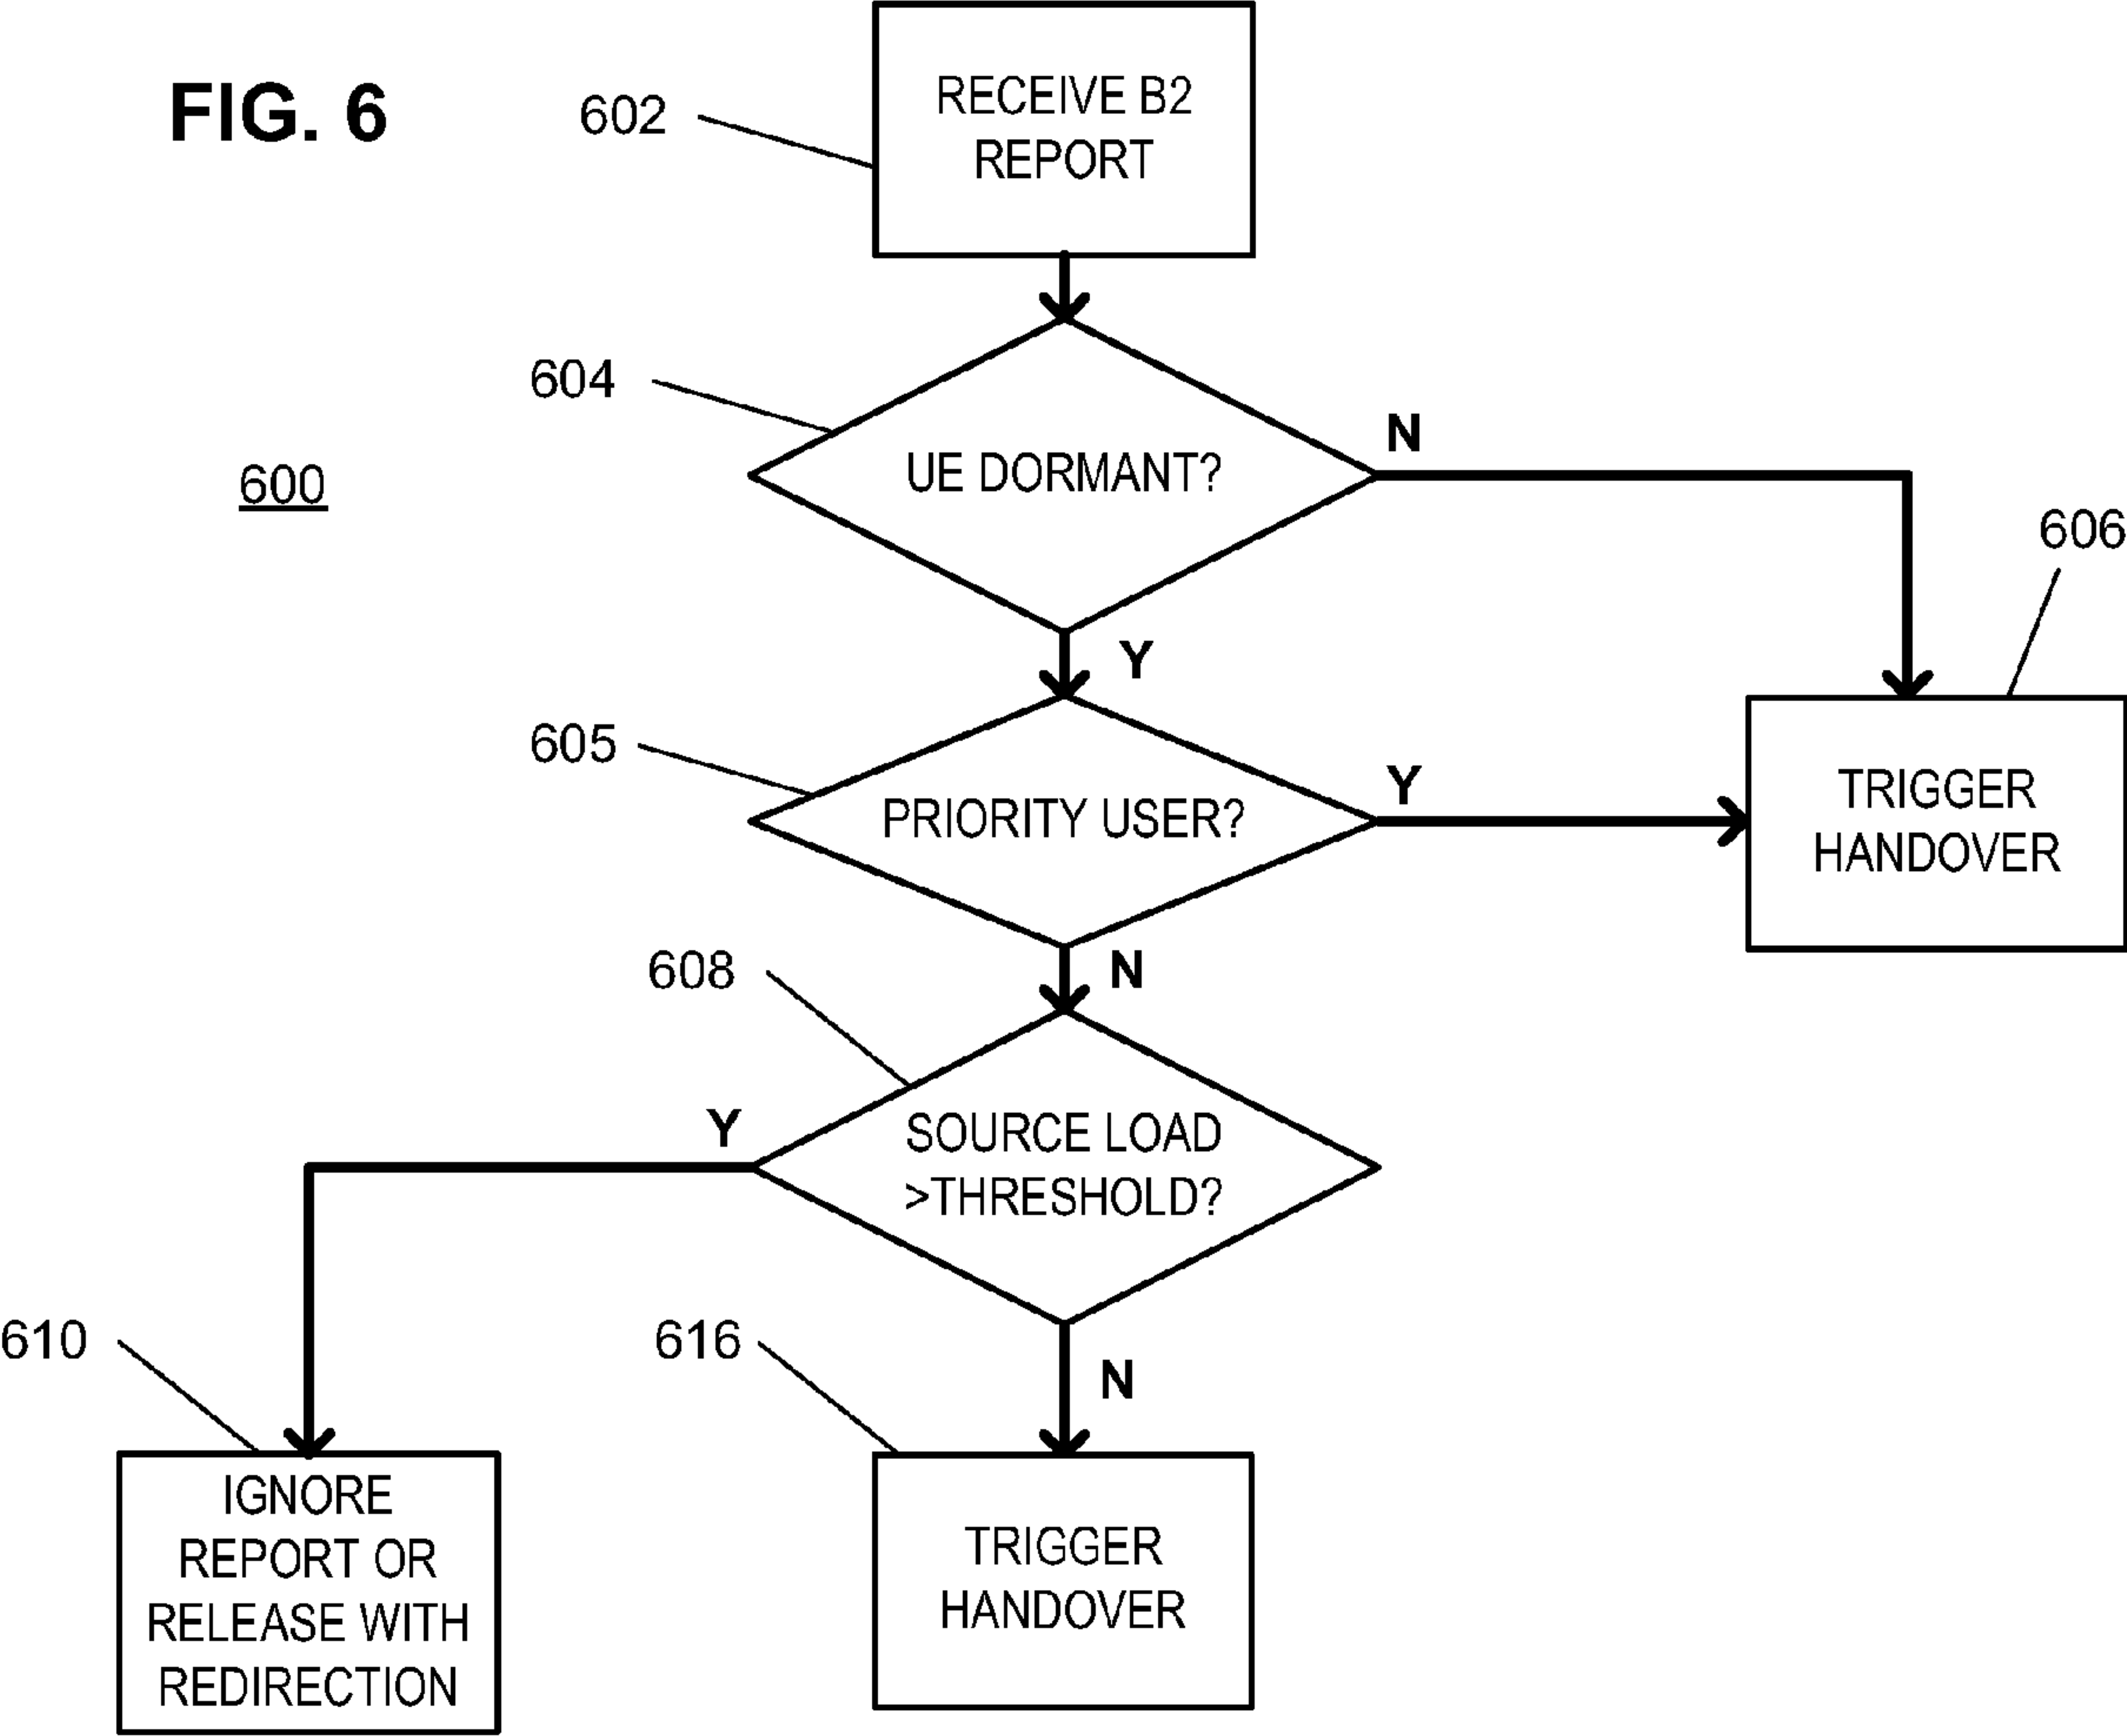 FIG. 6
602
RECEIVE B2
REPORT
604
UE DORMANT?
N
600
606
Y
605
PRIORITY USER?
Y
TRIGGER
HANDOVER
608
N
Y
SOURCE LOAD
>THRESHOLD?
610
616
N
IGNORE
REPORT OR
RELEASE WITH
REDIRECTION
TRIGGER
HANDOVER